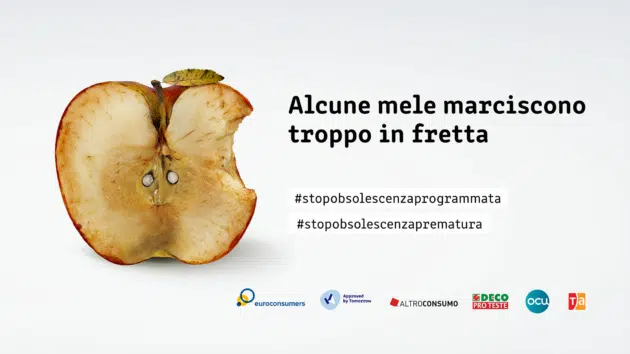 Alcune mele marciscono
troppo in fretta
#stopobsolescenzaprogrammata
#stopobsolescenzaprematura
euroconsumers
Approved
by Tomorrow
ALTROCONSUMO
DECO
PROTESTE
ocu
Ta